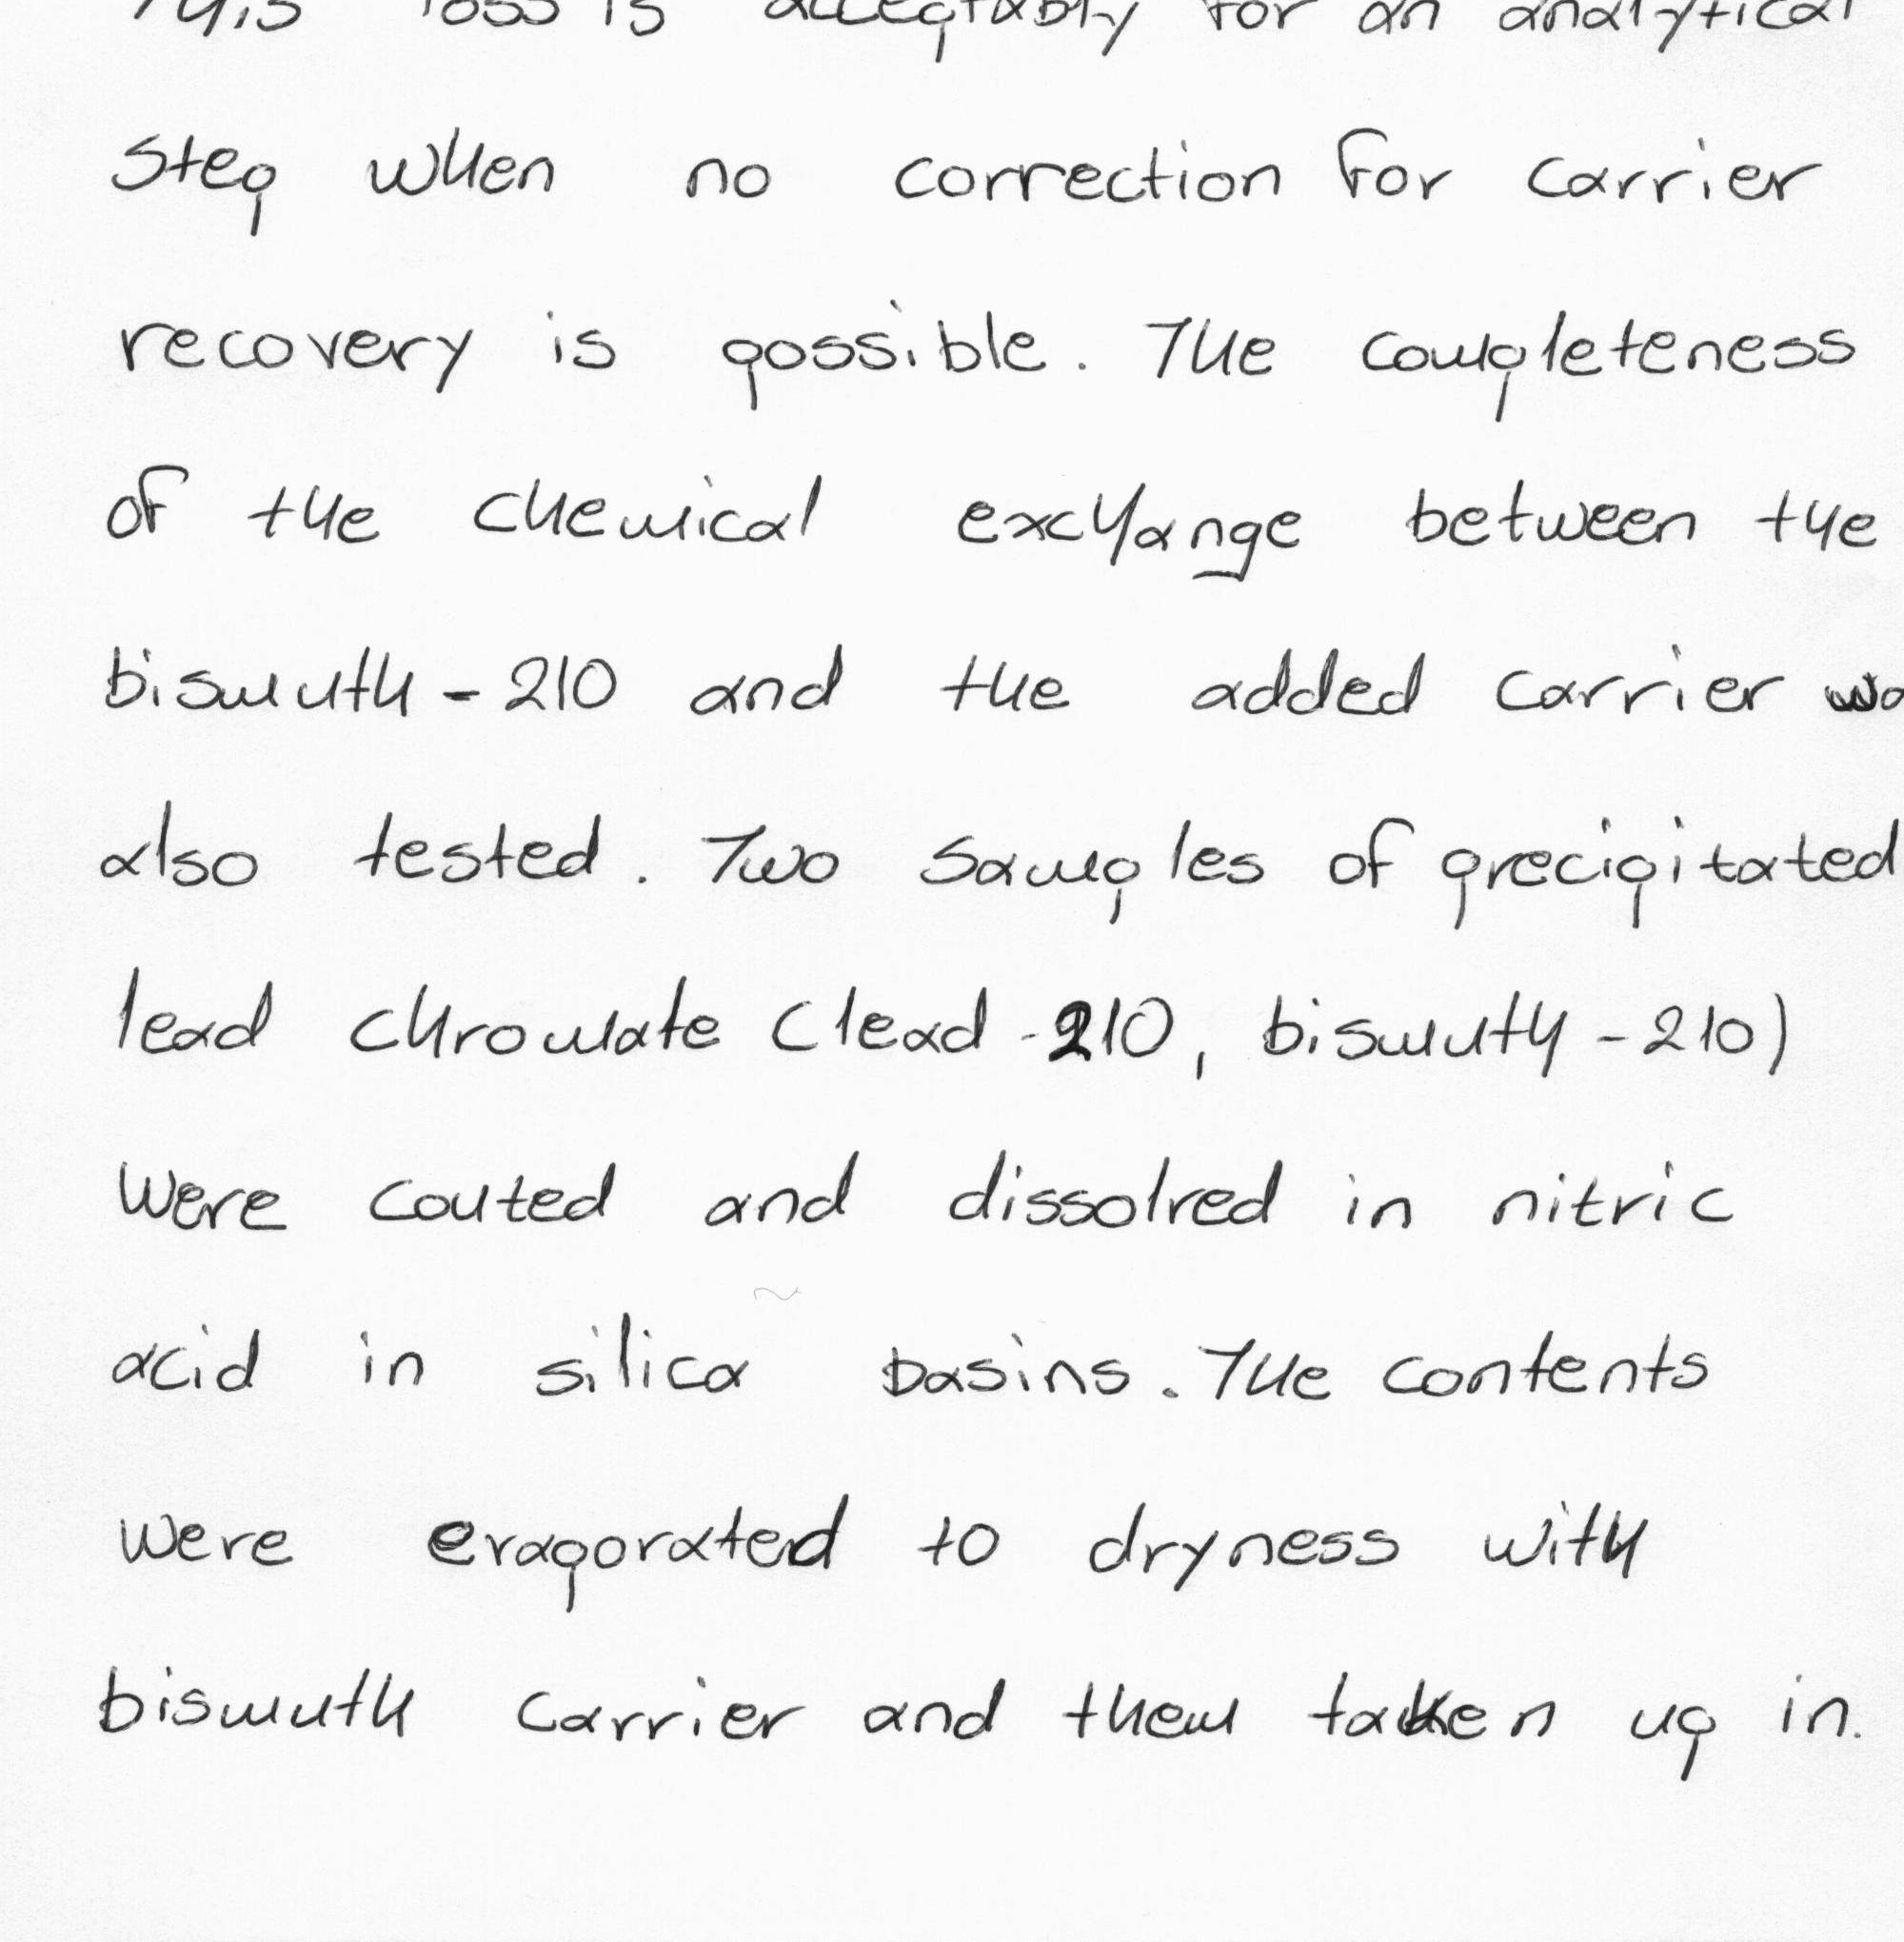 This loss is acceptably for an analytical
step when no correction for carrier
recovery is possible. The completeness
of the chemical exchange between the
bismuth-210 and the added carrier
also tested. Two samples of precipitated
lead chromate (lead-210, bismuth-210)
were couted and dissolved in nitric
acid in silica basins. The contents
were evaporated to dryness with
bismuth carrier and them taken up in.